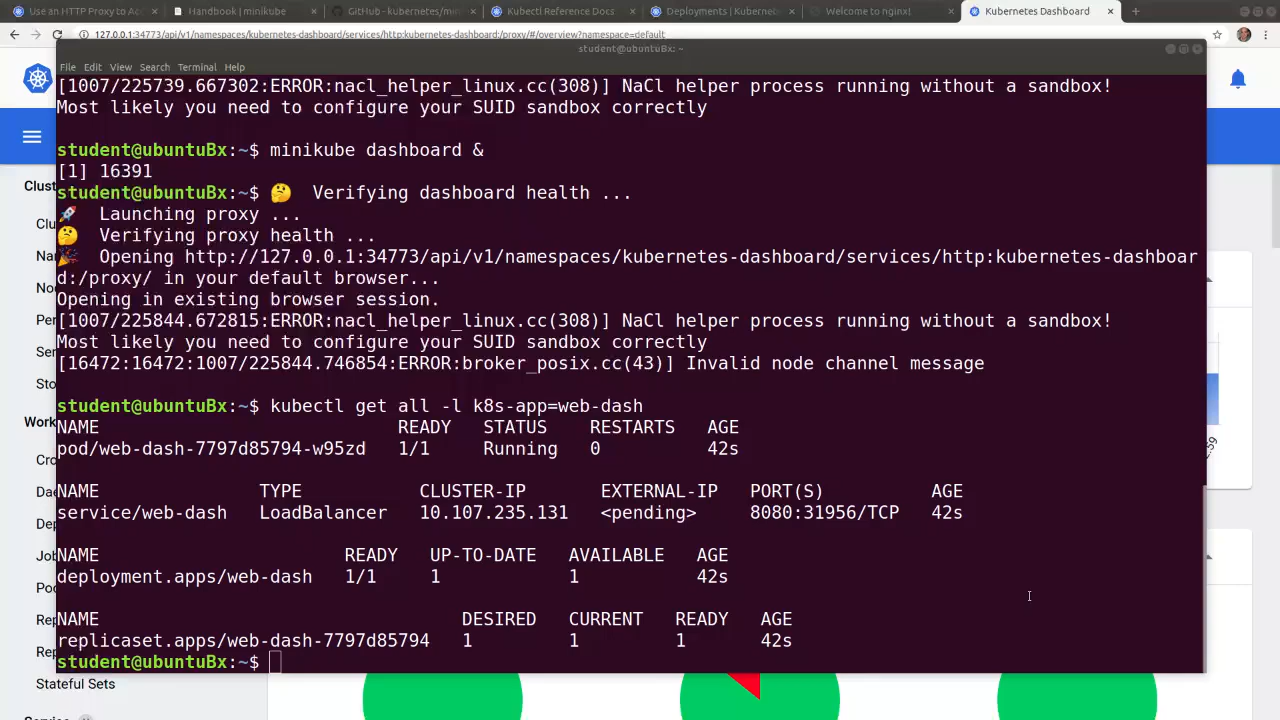 Use an HTTP Proxy to Ac
Handbook | minikube
GitHub - kubernetes/min
Kubectl Reference Docs
Deployments | Kubernete
Welcome to nginx!
Kubernetes Dashboard
127.0.0.1:34773/api/v1/namespaces/kubernetes-dashboard/services/http:kubernetes-dashboard:/proxy/#/overview?namespace=default
student@ubuntuBx: ~
File Edit View Search Terminal Help
[1007/225739.667302:ERROR:nacl_helper_linux.cc(308)] NaCl helper process running without a sandbox!
Most likely you need to configure your SUID sandbox correctly
student@ubuntuBx:~$ minikube dashboard &
[1] 16391
student@ubuntuBx:~$ 🤔 Verifying dashboard health ...
🚀 Launching proxy ...
🤔 Verifying proxy health ...
🎉 Opening http://127.0.0.1:34773/api/v1/namespaces/kubernetes-dashboard/services/http:kubernetes-dashboar
d:/proxy/ in your default browser...
Opening in existing browser session.
[1007/225844.672815:ERROR:nacl_helper_linux.cc(308)] NaCl helper process running without a sandbox!
Most likely you need to configure your SUID sandbox correctly
[16472:16472:1007/225844.746854:ERROR:broker_posix.cc(43)] Invalid node channel message
student@ubuntuBx:~$ kubectl get all -l k8s-app=web-dash
NAME READY STATUS RESTARTS AGE
pod/web-dash-7797d85794-w95zd 1/1 Running 0 42s
NAME TYPE CLUSTER-IP EXTERNAL-IP PORT(S) AGE
service/web-dash LoadBalancer 10.107.235.131 <pending> 8080:31956/TCP 42s
NAME READY UP-TO-DATE AVAILABLE AGE
deployment.apps/web-dash 1/1 1 1 42s
NAME DESIRED CURRENT READY AGE
replicaset.apps/web-dash-7797d85794 1 1 1 42s
student@ubuntuBx:~$
Clust
Clu
Na
No
Per
Ser
Sto
Work
Cro
Dae
Dep
Job
Poo
Rep
Rep
Stateful Sets